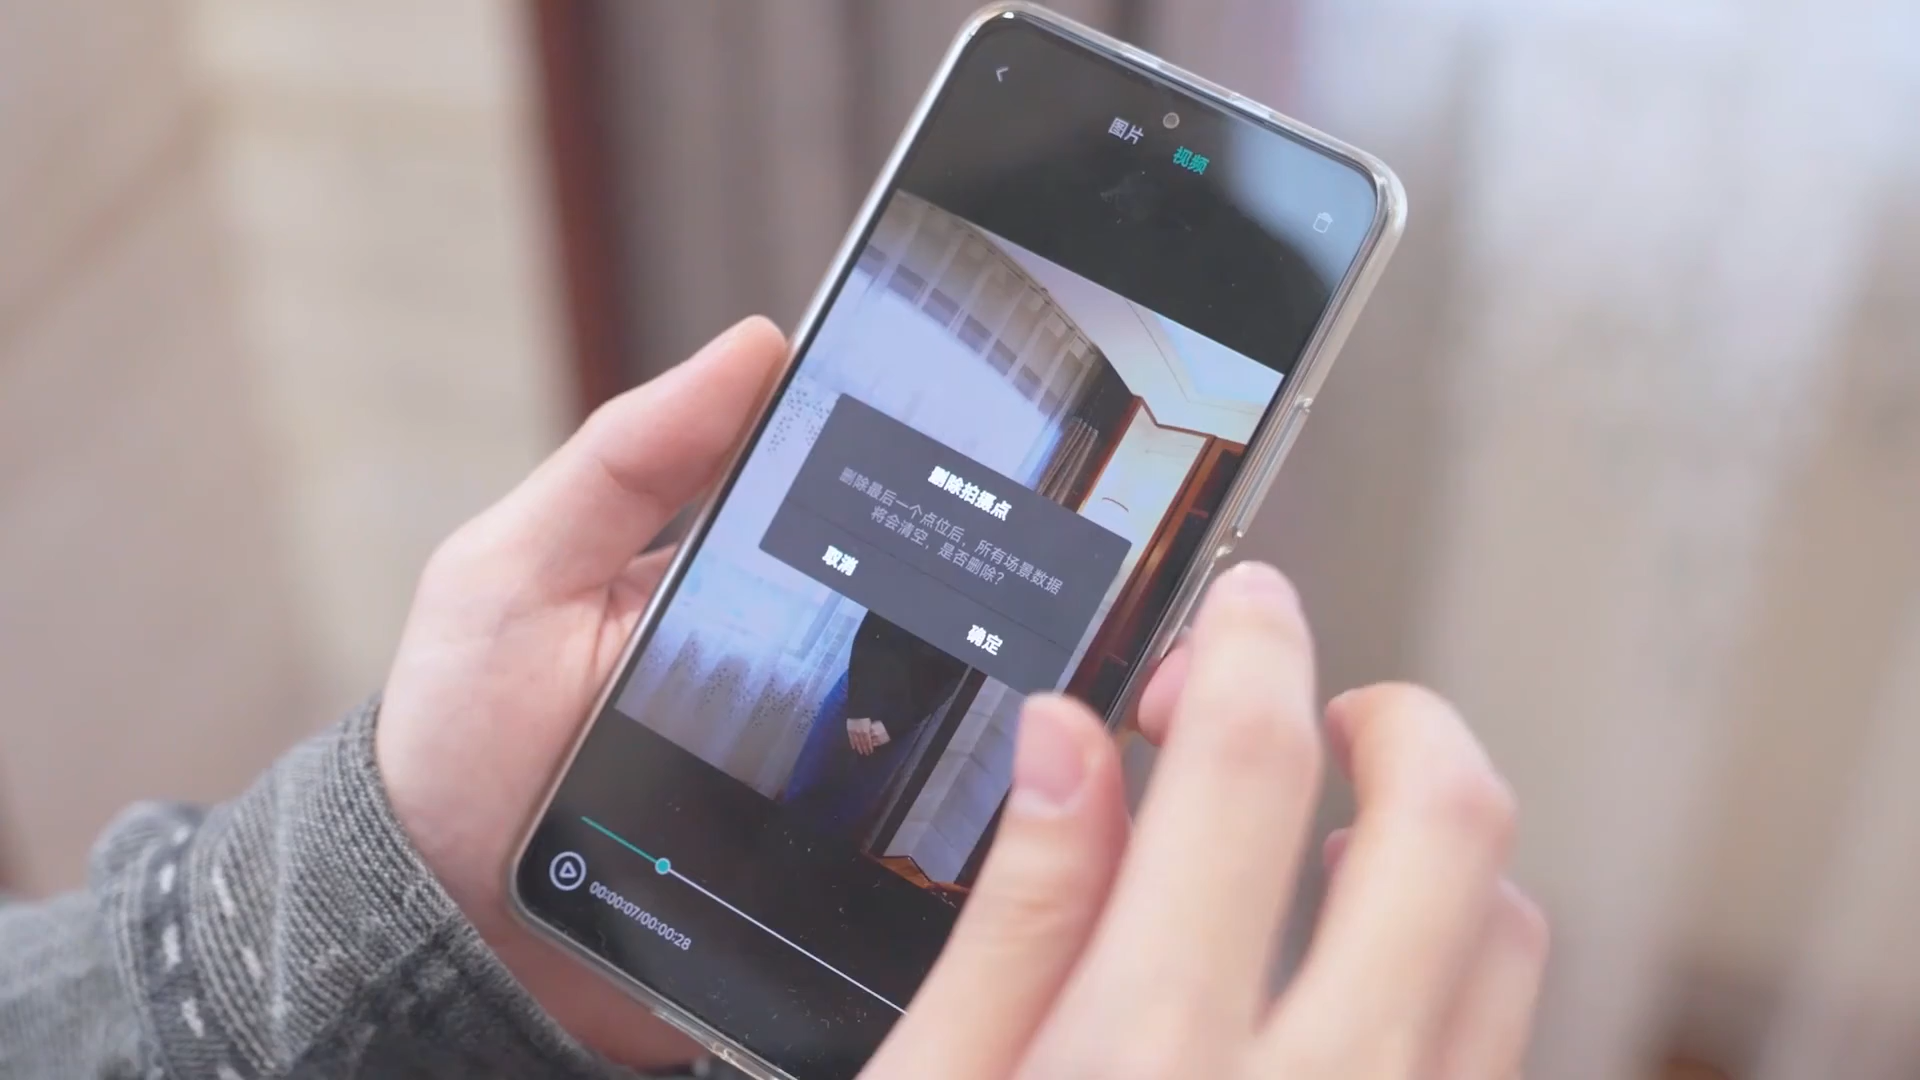 图片
视频
删除拍摄点
删除最后一个点位后，所有场景数据
将会清空，是否删除？
取消
确定
00:00:07/00:00:28